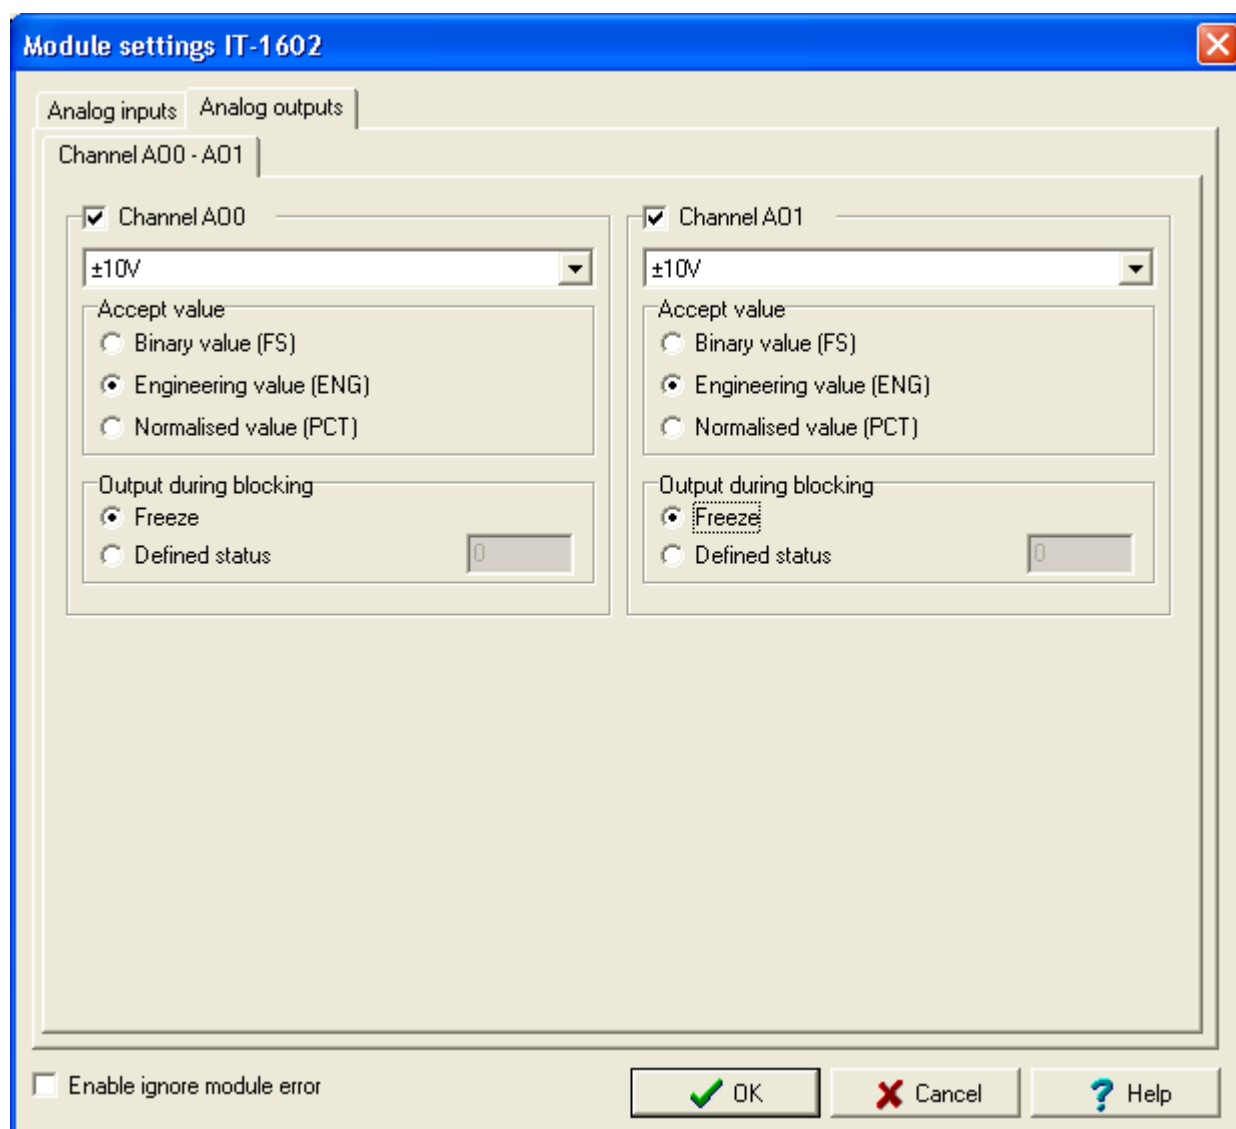 Module settings IT-1602
Analog inputs
Analog outputs
Channel AO0 - AO1
Channel AO0
±10V
Accept value
Binary value (FS)
Engineering value (ENG)
Normalised value (PCT)
Output during blocking
Freeze
Defined status
0
Channel AO1
±10V
Accept value
Binary value (FS)
Engineering value (ENG)
Normalised value (PCT)
Output during blocking
Freeze
Defined status
0
Enable ignore module error
OK
Cancel
Help